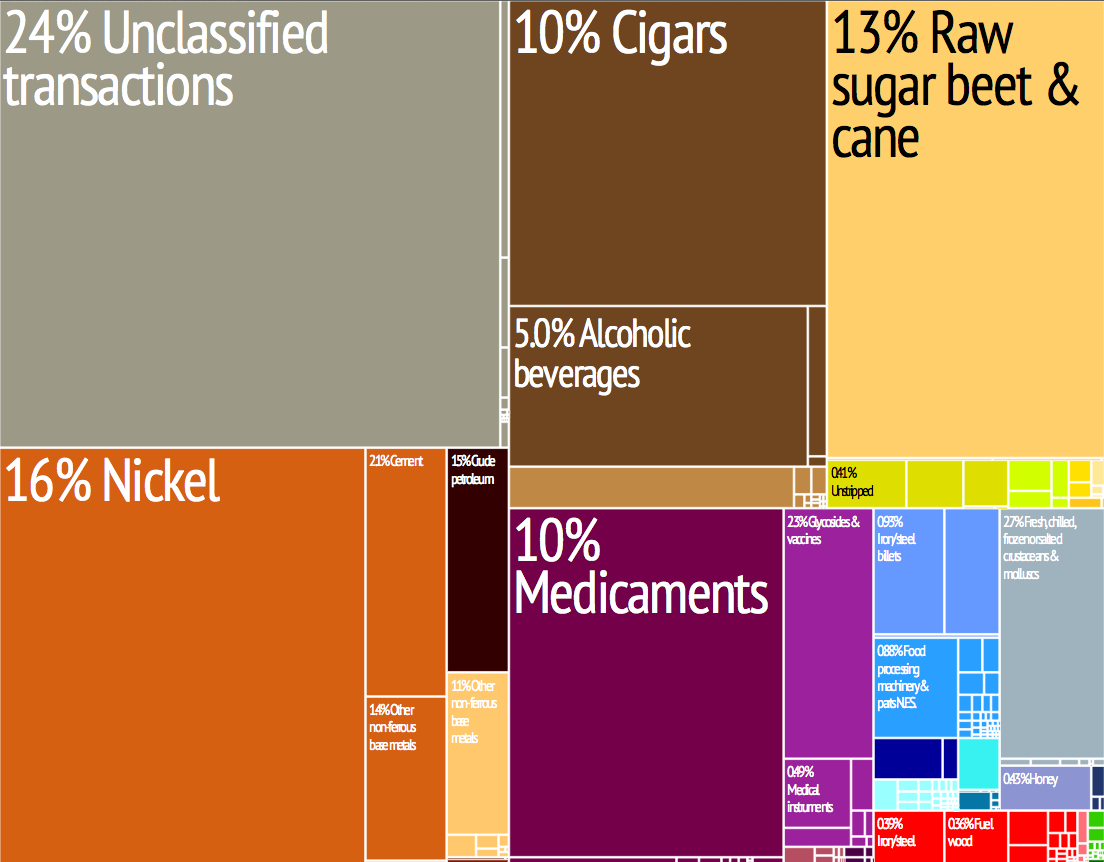 24% Unclassified
transactions
10% Cigars
13% Raw
sugar beet &
cane
5.0% Alcoholic
beverages
16% Nickel
2.1% Cement
1.5% Crude
petroleum
1.4% Other
non-ferrous
base metals
1.1% Other
non-ferrous
base
metals
10%
Medicaments
2.3% Glycosides &
vaccines
0.49%
Medical
instruments
0.41%
Unstripped
0.93%
Iron/steel
billets
0.88% Food
processing
machinery &
parts N.E.S.
2.7% Fresh, chilled,
frozen or salted
crustaceans &
molluscs
0.43% Honey
0.39%
Iron/steel
0.36% Fuel
wood